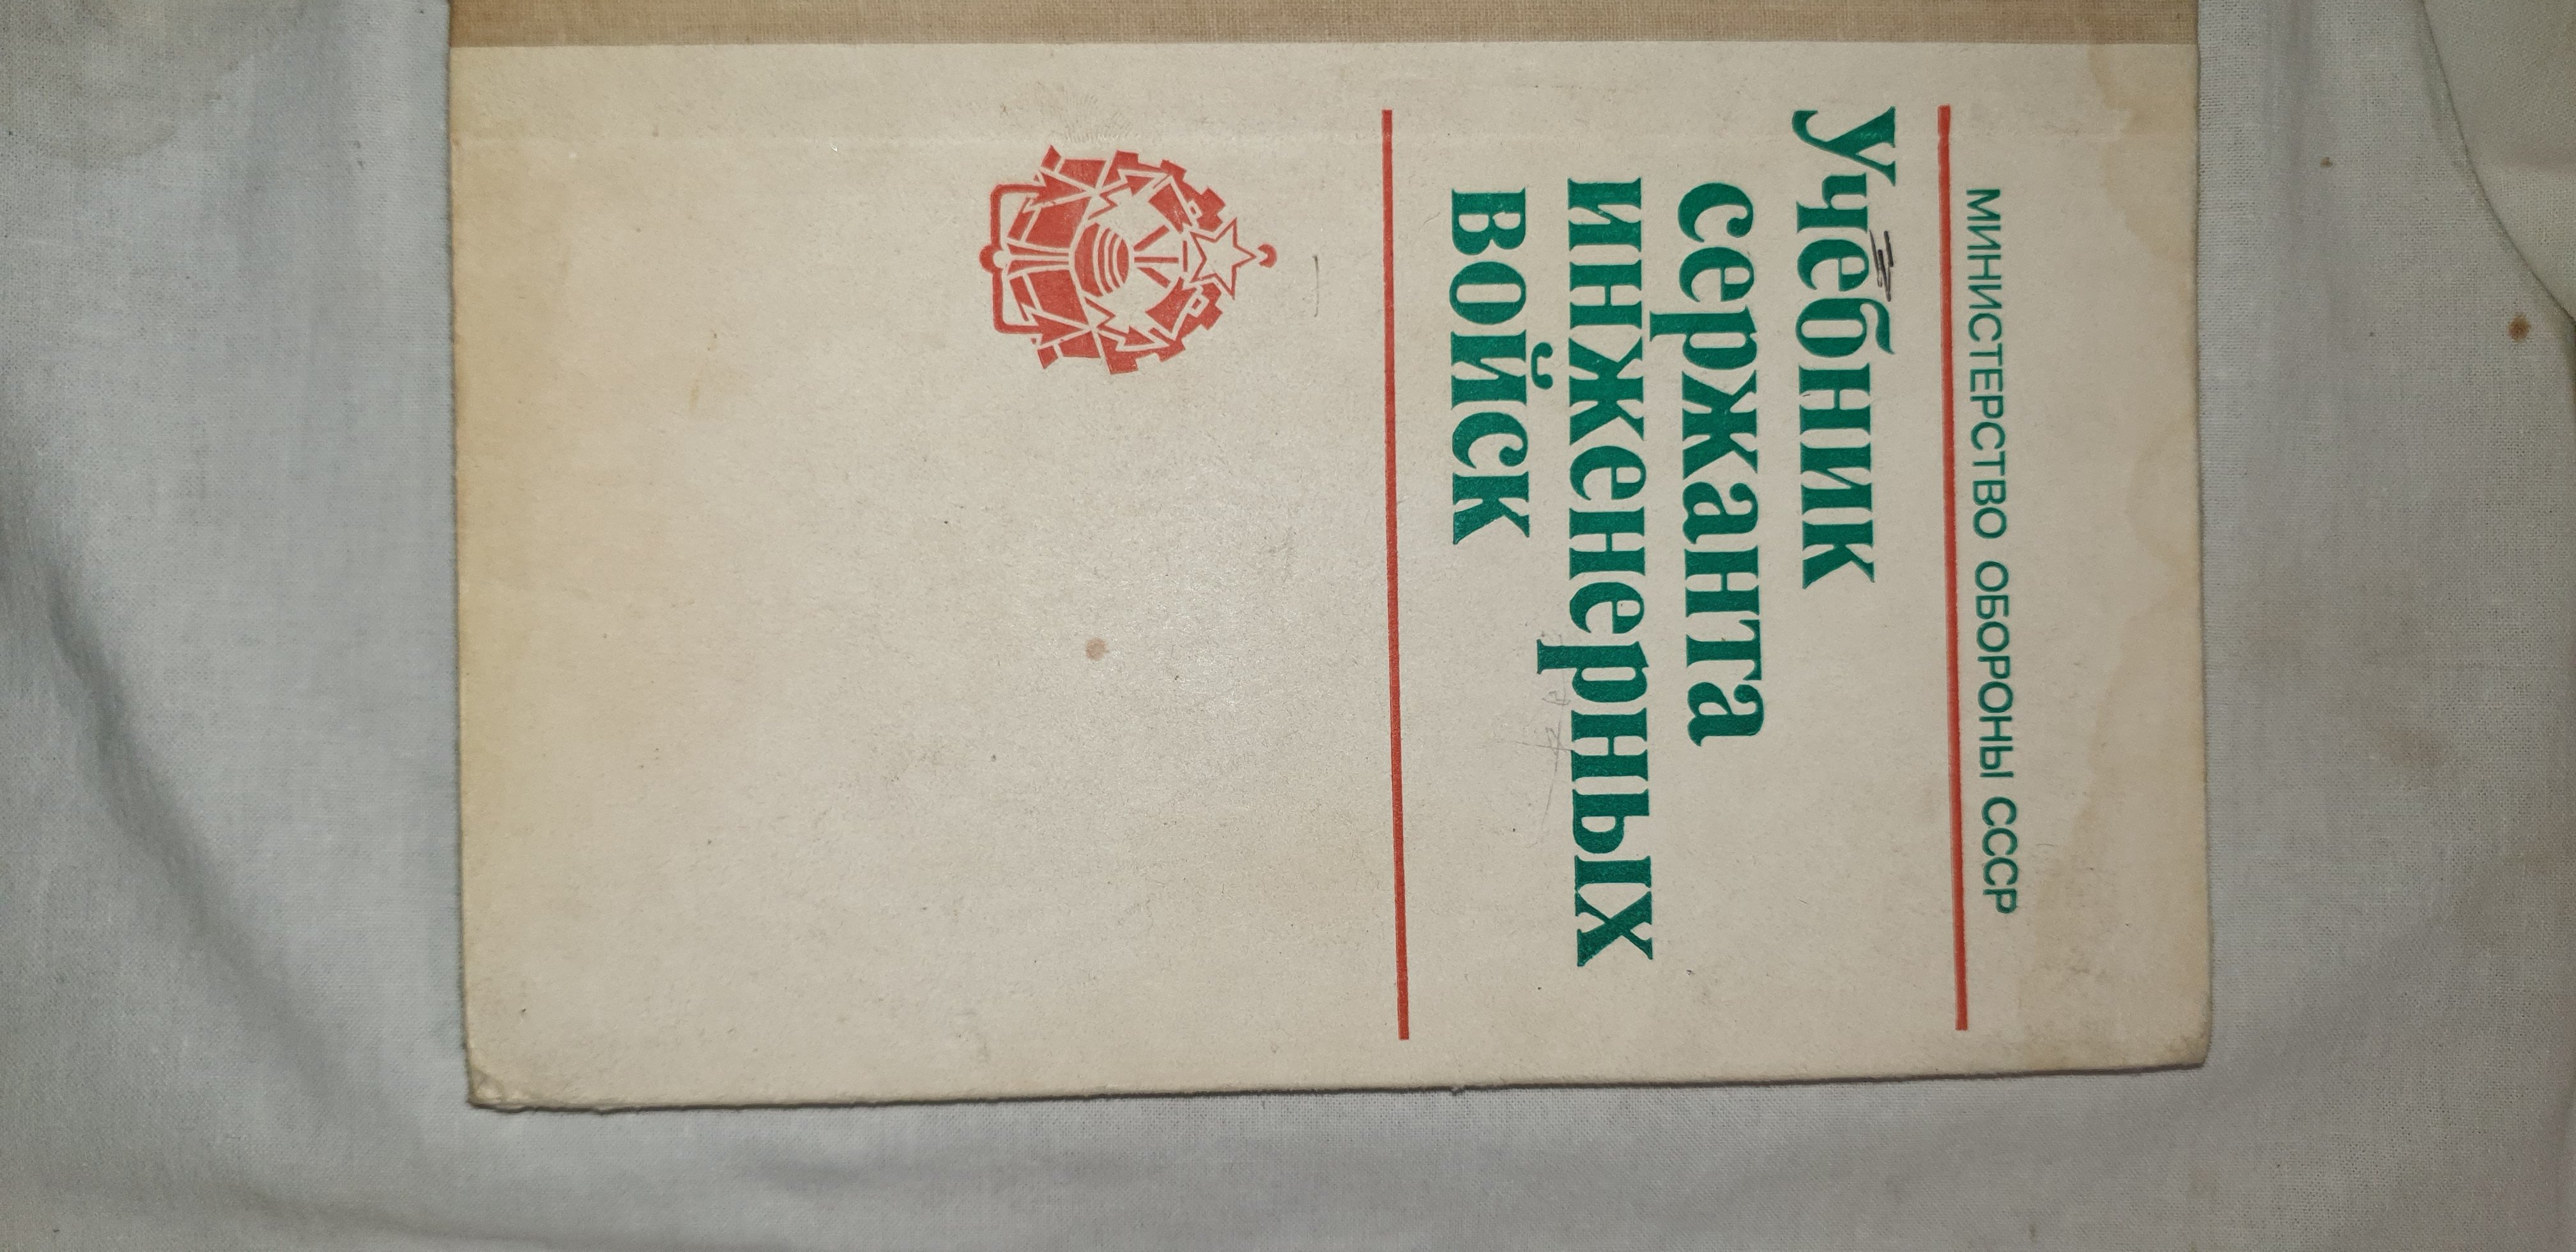 МИНИСТЕРСТВО ОБОРОНЫ СССР
Учебник
сержанта
инженерных
войск